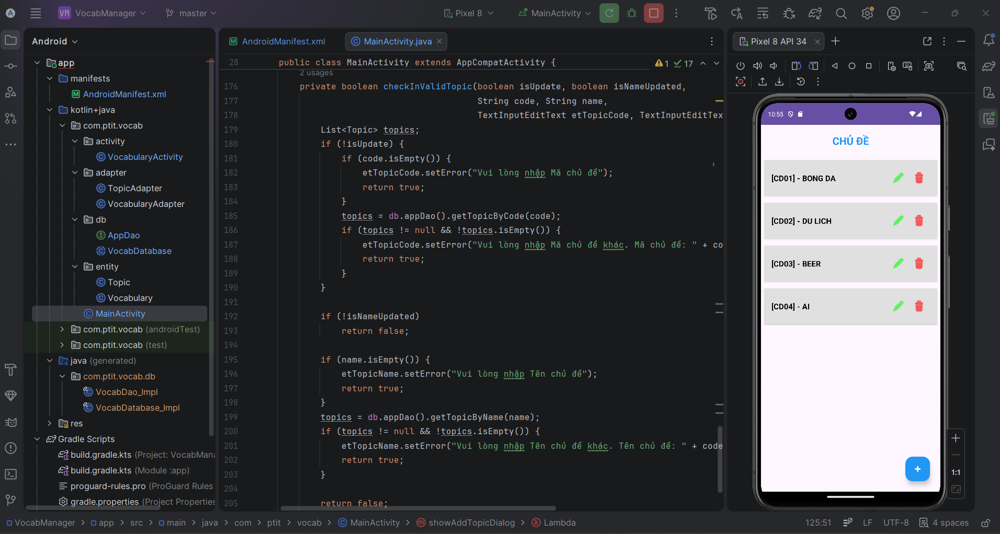 VM VocabManager master Pixel 8 MainActivity
Android
app
manifests
AndroidManifest.xml
kotlin+java
com.ptit.vocab
activity
VocabularyActivity
adapter
TopicAdapter
VocabularyAdapter
db
AppDao
VocabDatabase
entity
Topic
Vocabulary
MainActivity
com.ptit.vocab (androidTest)
com.ptit.vocab (test)
java (generated)
com.ptit.vocab.db
VocabDao_Impl
VocabDatabase_Impl
res
Gradle Scripts
build.gradle.kts (Project: VocabMana
build.gradle.kts (Module :app)
proguard-rules.pro (ProGuard Rules
gradle.properties (Project Properties
AndroidManifest.xml MainActivity.java
28 public class MainActivity extends AppCompatActivity { 1 17
2 usages
176 private boolean checkInValidTopic(boolean isUpdate, boolean isNameUpdated,
177 String code, String name,
178 TextInputEditText etTopicCode, TextInputEditTex
179 List<Topic> topics;
180 if (!isUpdate) {
181 if (code.isEmpty()) {
182 etTopicCode.setError("Vui lòng nhập Mã chủ đề");
183 return true;
184 }
185 topics = db.appDao().getTopicByCode(code);
186 if (topics != null && !topics.isEmpty()) {
187 etTopicCode.setError("Vui lòng nhập Mã chủ đề khác. Mã chủ đề: " + co
188 return true;
189 }
190 }
191
192 if (!isNameUpdated)
193 return false;
194
195 if (name.isEmpty()) {
196 etTopicName.setError("Vui lòng nhập Tên chủ đề");
197 return true;
198 }
199 topics = db.appDao().getTopicByName(name);
200 if (topics != null && !topics.isEmpty()) {
201 etTopicName.setError("Vui lòng nhập Tên chủ đề khác. Tên chủ đề: " + code
202 return true;
203 }
204
205 return false;
Pixel 8 API 34
10:55
CHỦ ĐỀ
[CD01] - BONG DA
[CD02] - DU LICH
[CD03] - BEER
[CD04] - AI
+
1:1
VocabManager > app > src > main > java > com > ptit > vocab > MainActivity > showAddTopicDialog > Lambda 125:51 LF UTF-8 4 spaces